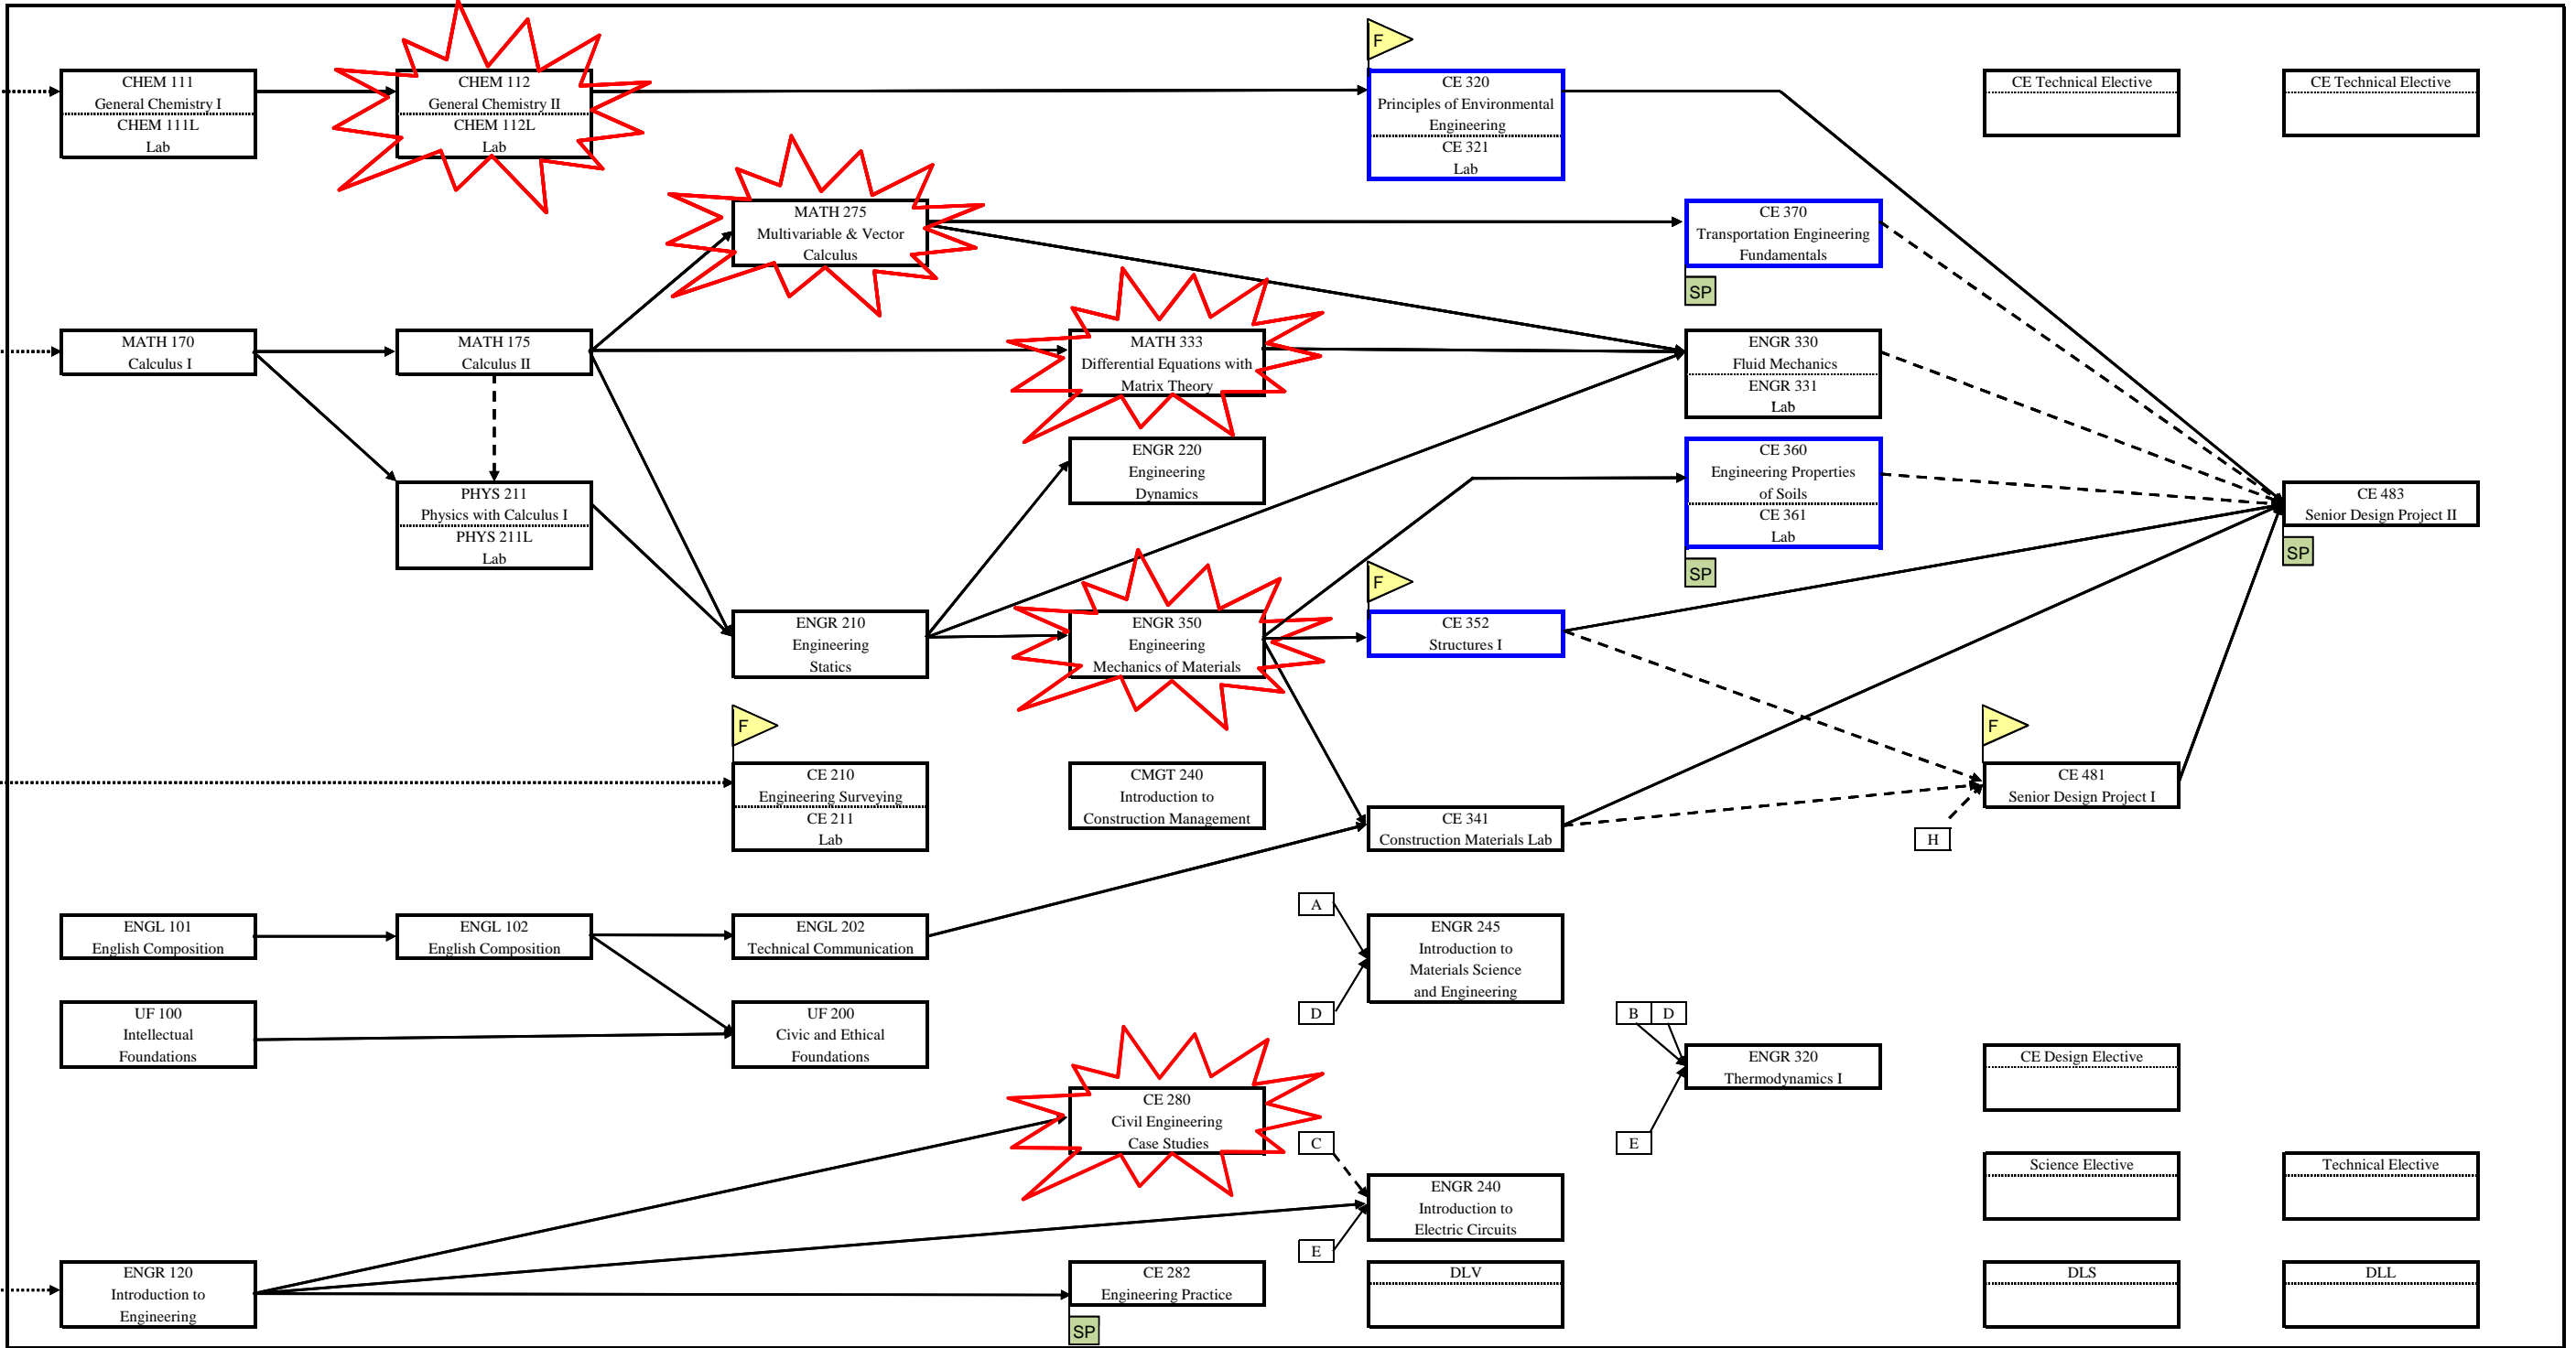 F
CHEM 111
General Chemistry I
CHEM 111L
Lab
CHEM 112
General Chemistry II
CHEM 112L
Lab
CE 320
Principles of Environmental
Engineering
CE 321
Lab
CE Technical Elective
CE Technical Elective
MATH 275
Multivariable & Vector
Calculus
CE 370
Transportation Engineering
Fundamentals
SP
MATH 170
Calculus I
MATH 175
Calculus II
MATH 333
Differential Equations with
Matrix Theory
ENGR 330
Fluid Mechanics
ENGR 331
Lab
ENGR 220
Engineering
Dynamics
CE 360
Engineering Properties
of Soils
CE 361
Lab
SP
PHYS 211
Physics with Calculus I
PHYS 211L
Lab
CE 483
Senior Design Project II
SP
F
ENGR 210
Engineering
Statics
ENGR 350
Engineering
Mechanics of Materials
CE 352
Structures I
F
F
CE 210
Engineering Surveying
CE 211
Lab
CMGT 240
Introduction to
Construction Management
CE 341
Construction Materials Lab
CE 481
Senior Design Project I
H
ENGL 101
English Composition
ENGL 102
English Composition
ENGL 202
Technical Communication
A
D
ENGR 245
Introduction to
Materials Science
and Engineering
UF 100
Intellectual
Foundations
UF 200
Civic and Ethical
Foundations
B
D
E
ENGR 320
Thermodynamics I
CE Design Elective
CE 280
Civil Engineering
Case Studies
C
E
ENGR 240
Introduction to
Electric Circuits
Science Elective
Technical Elective
ENGR 120
Introduction to
Engineering
CE 282
Engineering Practice
SP
DLV
DLS
DLL